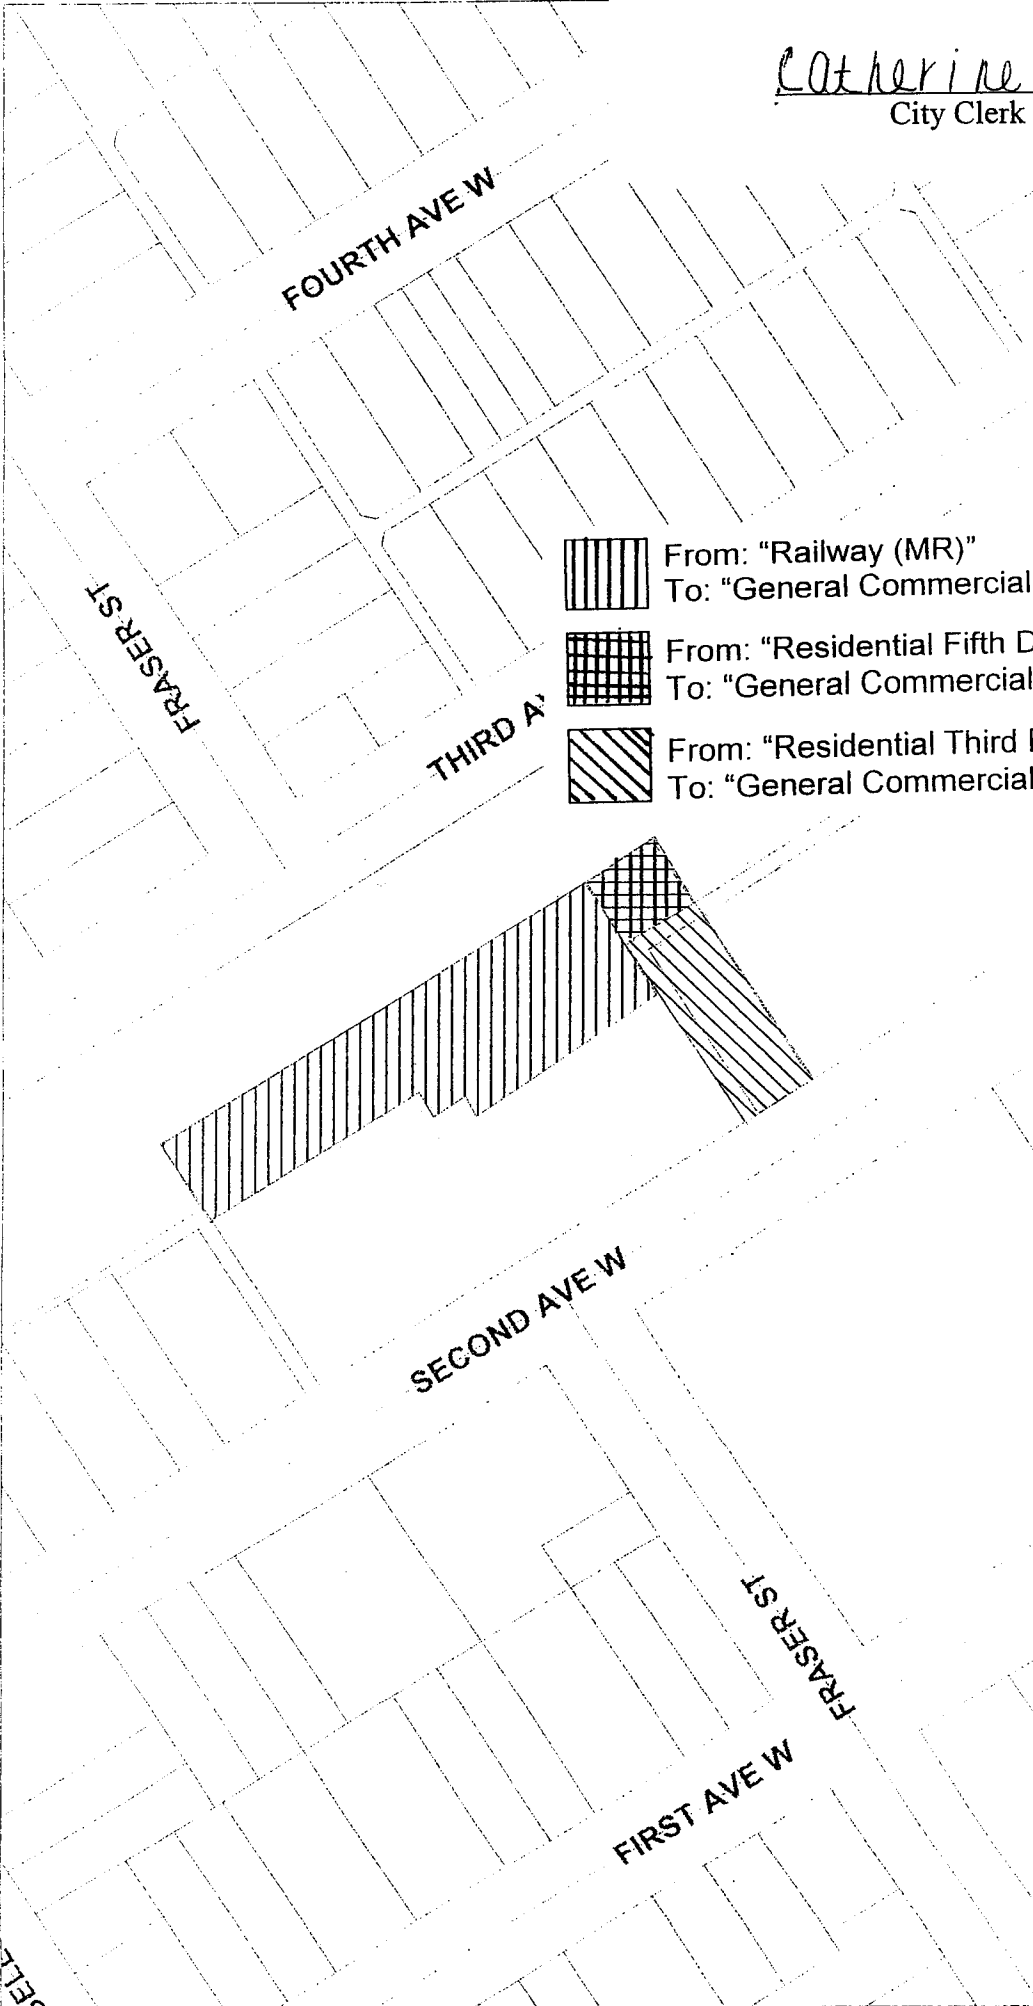 Catherine
City Clerk
FOURTH AVE W
From: “Railway (MR)”
To: “General Commercial
FRASER ST
From: “Residential Fifth D
To: “General Commercial
THIRD A
From: “Residential Third
To: “General Commercial
SECOND AVE W
FRASER ST
FIRST AVE W